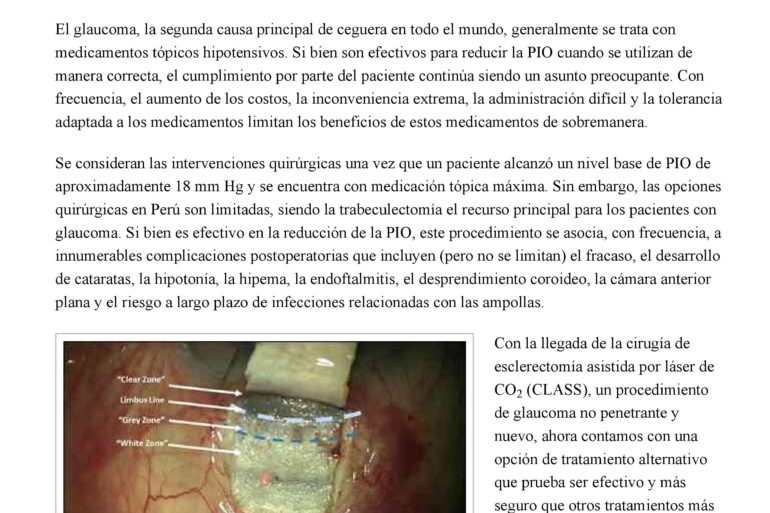 El glaucoma, la segunda causa principal de ceguera en todo el mundo, generalmente se trata con
medicamentos tópicos hipotensivos. Si bien son efectivos para reducir la PIO cuando se utilizan de
manera correcta, el cumplimiento por parte del paciente continúa siendo un asunto preocupante. Con
frecuencia, el aumento de los costos, la inconveniencia extrema, la administración difícil y la tolerancia
adaptada a los medicamentos limitan los beneficios de estos medicamentos de sobremanera.
Se consideran las intervenciones quirúrgicas una vez que un paciente alcanzó un nivel base de PIO de
aproximadamente 18 mm Hg y se encuentra con medicación tópica máxima. Sin embargo, las opciones
quirúrgicas en Perú son limitadas, siendo la trabeculectomía el recurso principal para los pacientes con
glaucoma. Si bien es efectivo en la reducción de la PIO, este procedimiento se asocia, con frecuencia, a
innumerables complicaciones postoperatorias que incluyen (pero no se limitan) el fracaso, el desarrollo
de cataratas, la hipotonía, la hipema, la endoftalmitis, el desprendimiento coroideo, la cámara anterior
plana y el riesgo a largo plazo de infecciones relacionadas con las ampollas.
"Clear Zone"
Limbus Line
"Grey Zone"
"White Zone"
Con la llegada de la cirugía de
esclerectomía asistida por láser de
CO₂ (CLASS), un procedimiento
de glaucoma no penetrante y
nuevo, ahora contamos con una
opción de tratamiento alternativo
que prueba ser efectivo y más
seguro que otros tratamientos más